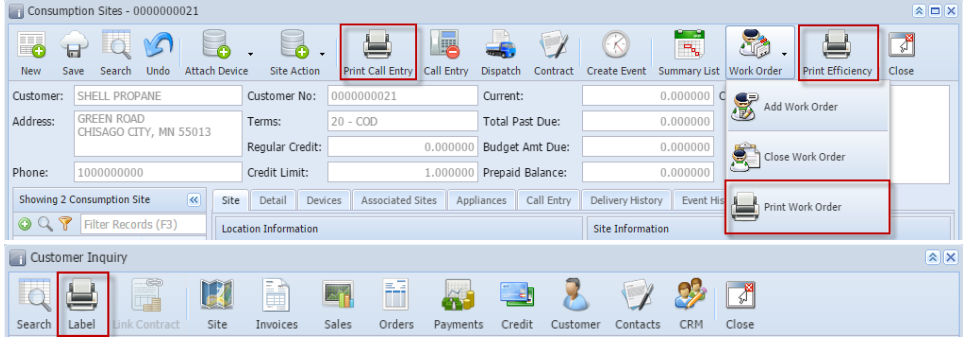 Consumption Sites - 0000000021
New Save Search Undo Attach Device Site Action Print Call Entry Call Entry Dispatch Contract Create Event Summary List Work Order Print Efficiency Close
Customer: SHELL PROPANE Customer No: 0000000021 Current: 0.000000
Add Work Order
Address: GREEN ROAD Terms: 20 - COD Total Past Due: 0.000000
CHISAGO CITY, MN 55013
Regular Credit: 0.000000 Budget Amt Due: 0.000000
Close Work Order
Phone: 1000000000 Credit Limit: 1.000000 Prepaid Balance: 0.000000
Showing 2 Consumption Site Site Detail Devices Associated Sites Appliances Call Entry Delivery History Event His
Print Work Order
Filter Records (F3) Location Information Site Information
Customer Inquiry
Search Label Link Contract Site Invoices Sales Orders Payments Credit Customer Contacts CRM Close